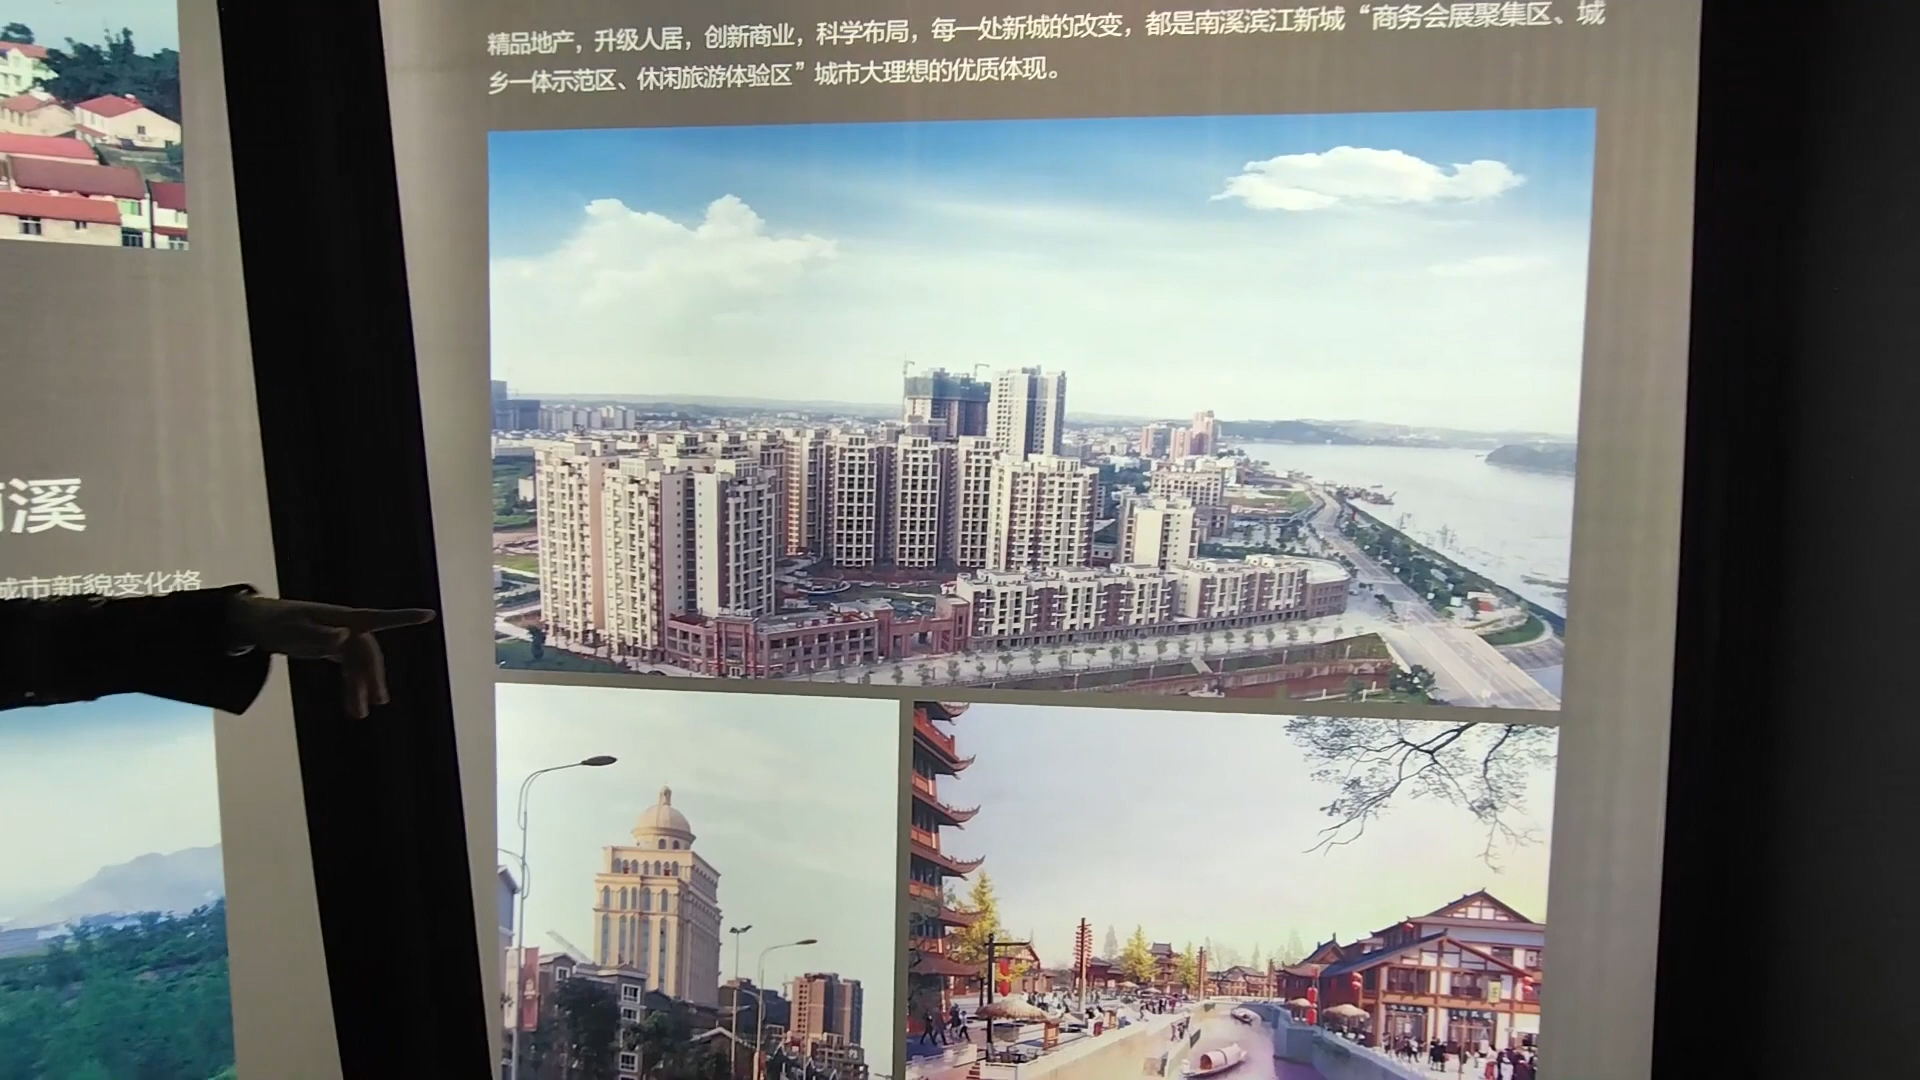 精品地产，升级人居，创新商业，科学布局，每一处新城的改变，都是南溪滨江新城“商务会展聚集区、城
乡一体示范区、休闲旅游体验区”城市大理想的优质体现。
溪
城市新貌变化格